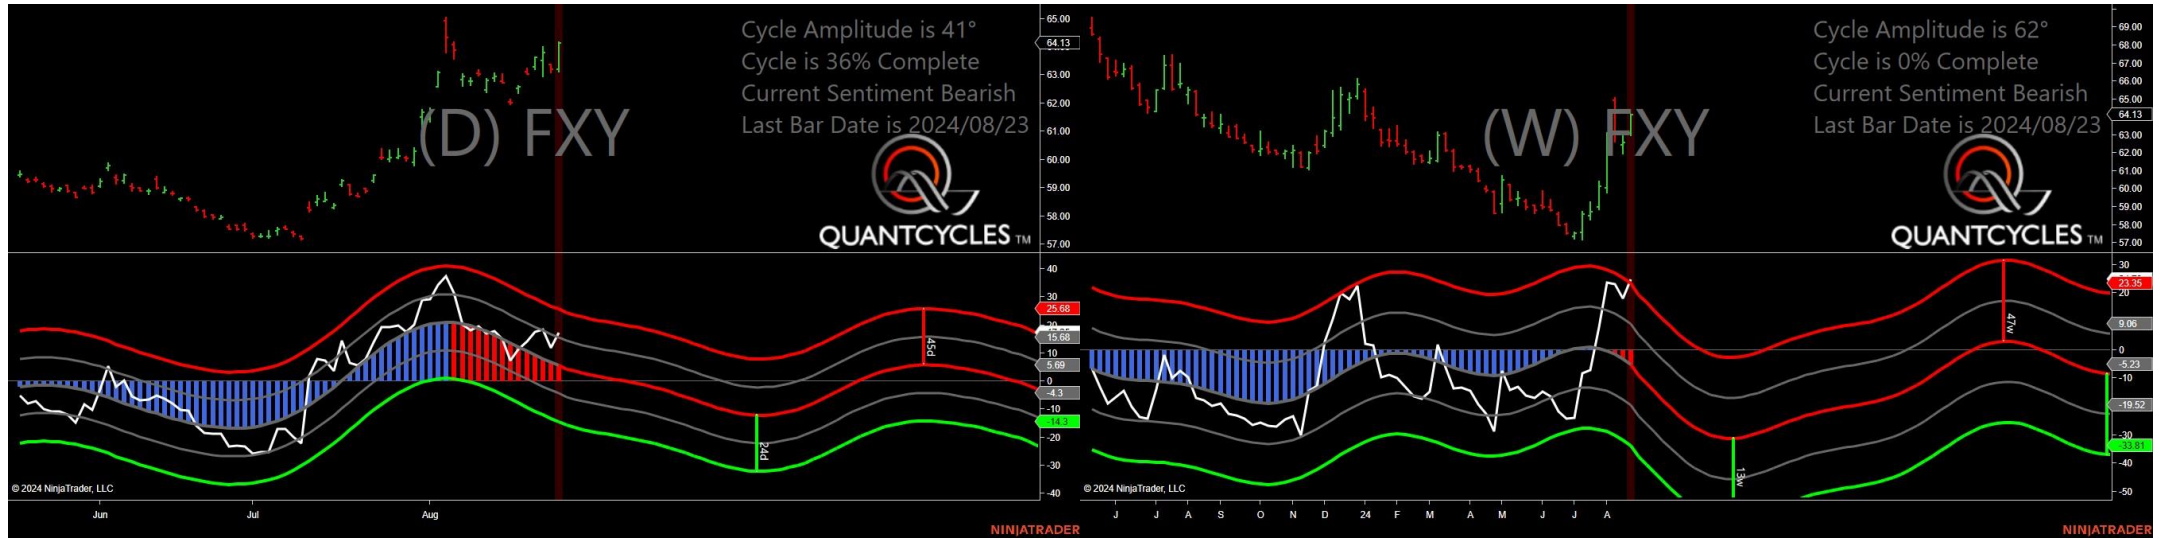 Cycle Amplitude is 41°
Cycle is 36% Complete
Current Sentiment Bearish
Last Bar Date is 2024/08/23
(D) FXY
QUANTCYCLES TM
65.00
64.13
63.00
62.00
61.00
60.00
59.00
58.00
57.00
40
30
25.68
20
15.68
10
5.69
0
-4.3
-10
-14.3
-20
-30
-40
45d
24d
© 2024 NinjaTrader, LLC
Jun Jul Aug
NINJATRADER
Cycle Amplitude is 62°
Cycle is 0% Complete
Current Sentiment Bearish
Last Bar Date is 2024/08/23
(W) FXY
QUANTCYCLES TM
69.00
68.00
67.00
66.00
65.00
64.13
63.00
62.00
61.00
60.00
59.00
58.00
57.00
30
23.35
20
9.06
0
-5.23
-10
-19.52
-30
-33.81
-40
-50
47w
13w
© 2024 NinjaTrader, LLC
J J A S O N D 24 F M A M J J A
NINJATRADER